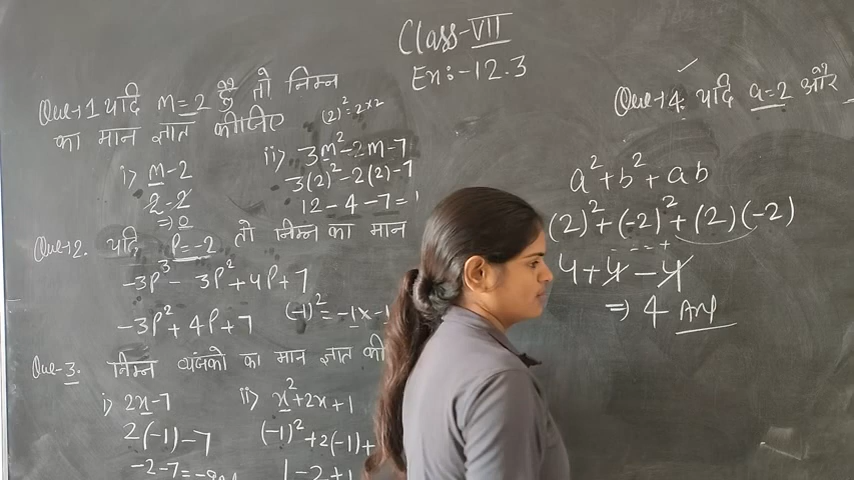 Class-VII
Ex:-12.3
Que-1 यदि m=2 है तो निम्न
का मान ज्ञात कीजिए
(2)²=2×2
i) m-2
2-2
⇒0
ii) 3m²-2m-7
3(2)²-2(2)-7
12-4-7=1
Que-2. यदि P=-2 तो निम्न का मान
-3P³-3P²+4P+7
-3P²+4P+7
(-1)²=-1×-1
Que-3. निम्न व्यंजको का मान ज्ञात की
i) 2x-7
2(-1)-7
-2-7=-9
ii) x²+2x+1
(-1)²+2(-1)+
1-2+1
Que-4. यदि a=2 और
a²+b²+ab
(2)²+(-2)²+(2)(-2)
4+4-4
⇒ 4 Ans